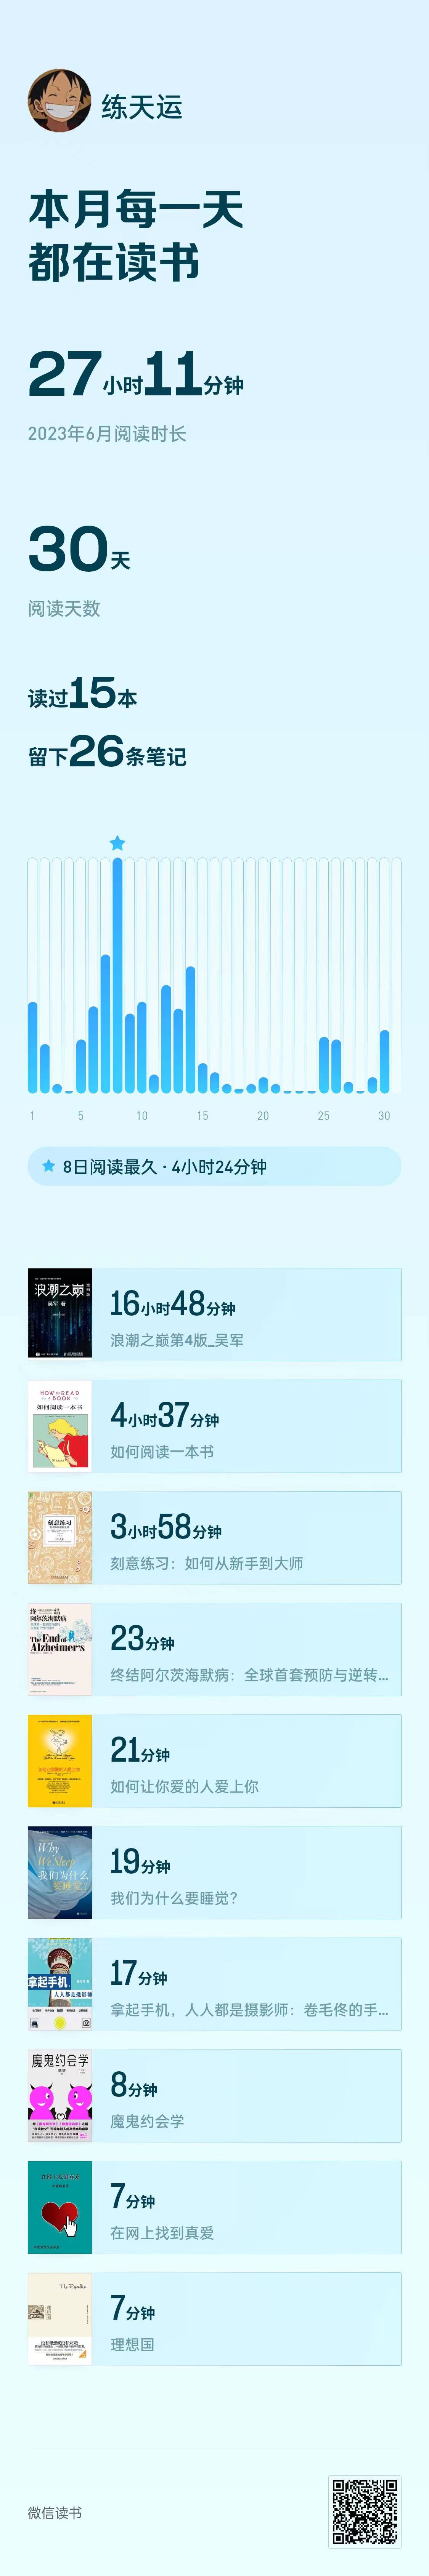 练天运
本月每一天
都在读书
27小时11分钟
2023年6月阅读时长
30天
阅读天数
读过15本
留下26条笔记
1 5 10 15 20 25 30
8日阅读最久 · 4小时24分钟
浪潮之巅
吴军 著
16小时48分钟
浪潮之巅第4版_吴军
HOW TO READ
A BOOK
如何阅读一本书
4小时37分钟
如何阅读一本书
刻意练习
3小时58分钟
刻意练习：如何从新手到大师
终结
阿尔茨海默病
The End of
Alzheimer's
23分钟
终结阿尔茨海默病：全球首套预防与逆转...
21分钟
如何让你爱的人爱上你
Why
We Sleep
我们为什么
要睡觉
19分钟
我们为什么要睡觉？
拿起手机
人人都是摄影师
17分钟
拿起手机，人人都是摄影师：卷毛佟的手...
魔鬼约会学
8分钟
魔鬼约会学
7分钟
在网上找到真爱
7分钟
理想国
微信读书